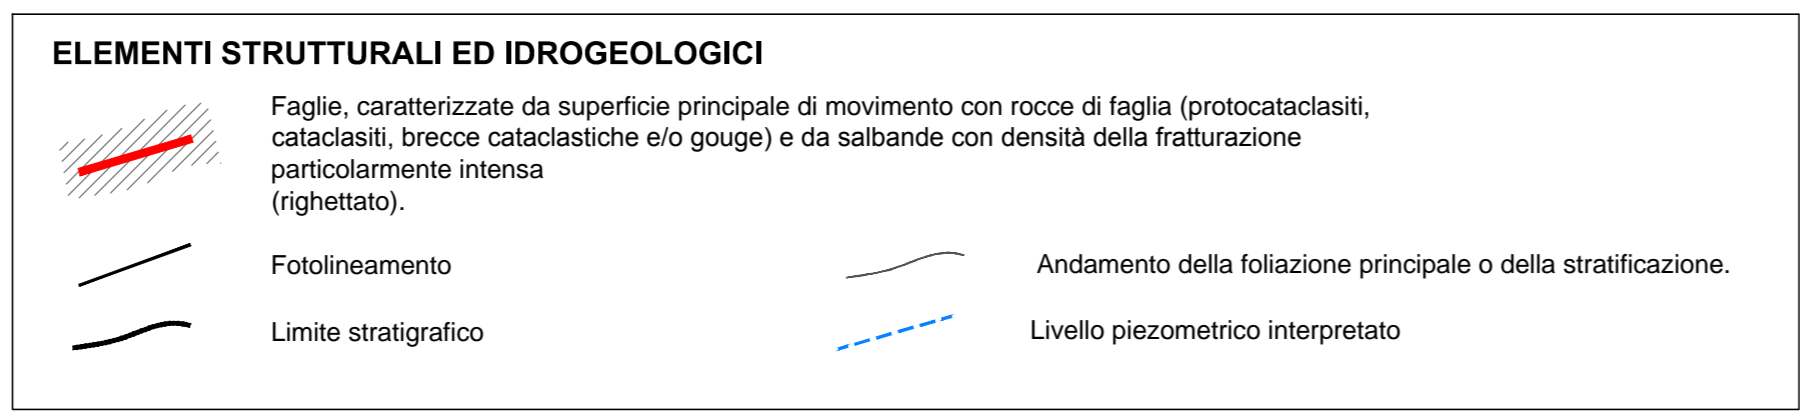 ELEMENTI STRUTTURALI ED IDROGEOLOGICI
Faglie, caratterizzate da superficie principale di movimento con rocce di faglia (protocataclasiti,
cataclasiti, brecce cataclastiche e/o gouge) e da salbande con densità della fratturazione
particolarmente intensa
(righettato).
Fotolineamento
Andamento della foliazione principale o della stratificazione.
Limite stratigrafico
Livello piezometrico interpretato